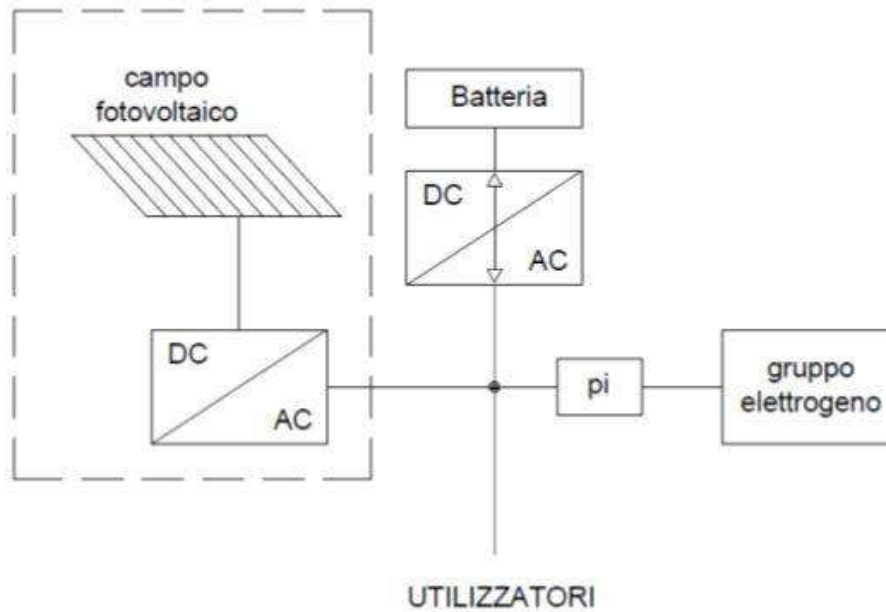 campo
fotovoltaico
Batteria
DC
AC
DC
AC
pi
gruppo
elettrogeno
UTILIZZATORI